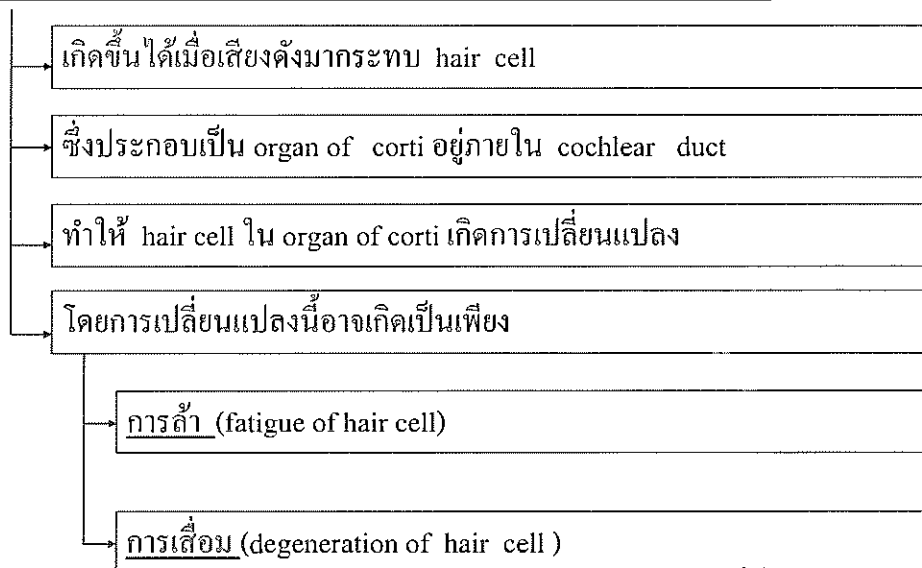 เกิดขึ้นได้เมื่อเสียงดังมากระทบ hair cell
ซึ่งประกอบเป็น organ of corti อยู่ภายใน cochlear duct
ทำให้ hair cell ใน organ of corti เกิดการเปลี่ยนแปลง
โดยการเปลี่ยนแปลงนี้อาจเกิดเป็นเพียง
การล้า (fatigue of hair cell)
การเสื่อม (degeneration of hair cell )